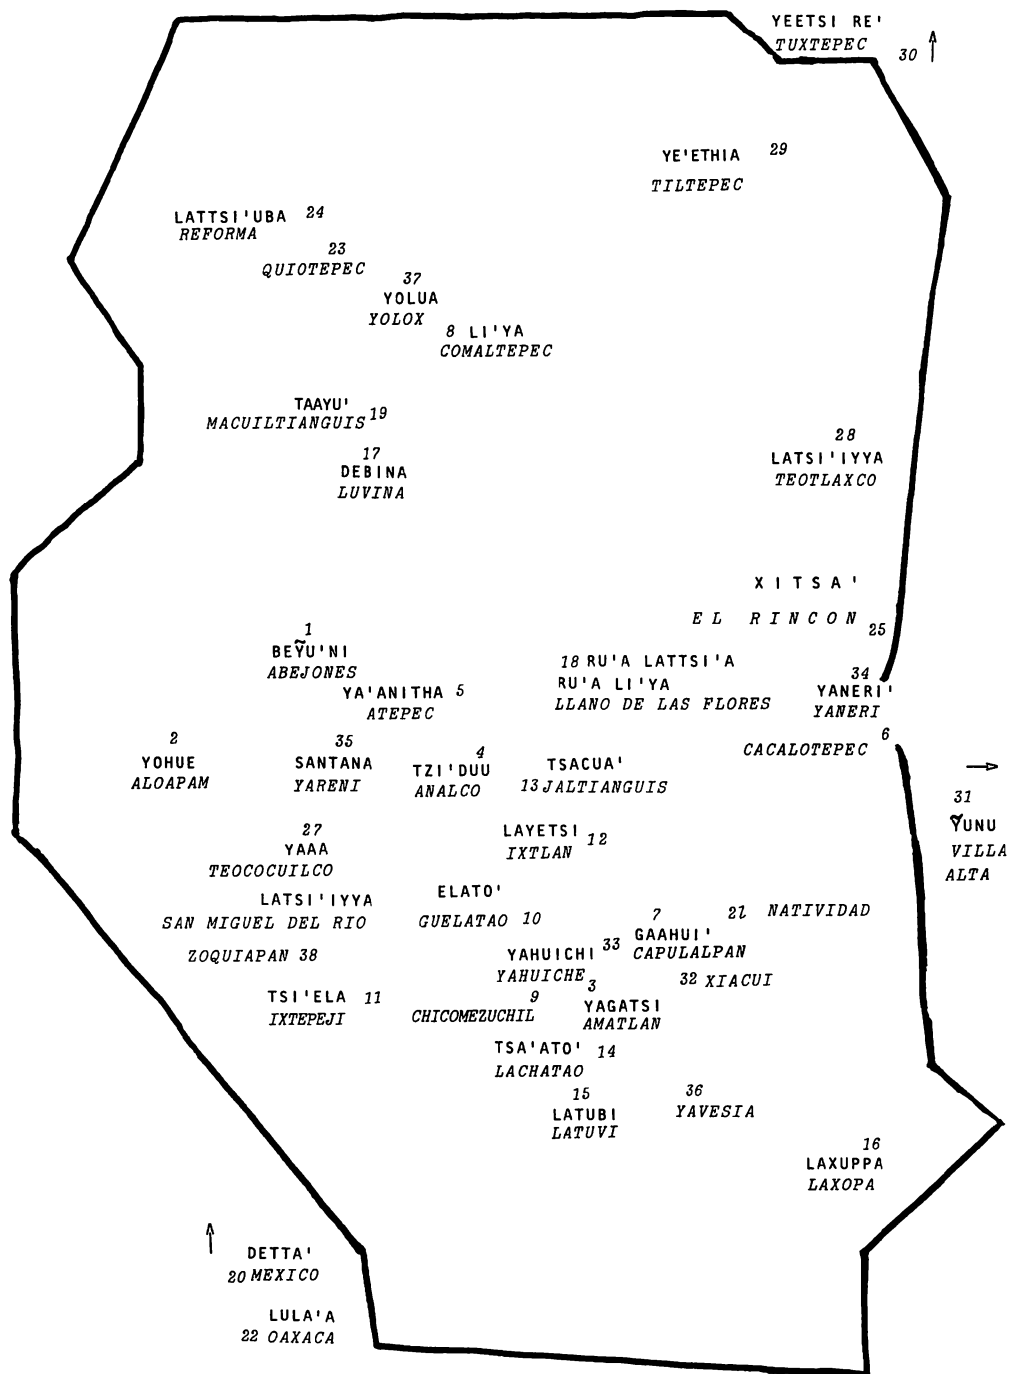 YEETSI RE'
TUXTEPEC
30
YE'ETHIA 29
TILTEPEC
LATTSI'UBA 24
REFORMA
23
QUIOTEPEC
37
YOLUA
YOLOX
8 LI'YA
COMALTEPEC
TAAYU'
MACUILTIANGUIS 19
17
DEBINA
LUVINA
28
LATSI'IYYA
TEOTLAXCO
XITSA'
EL RINCON
25
1
BEỸU'NI
ABEJONES
YA'ANITHA 5
ATEPEC
18 RU'A LATTSI'A
RU'A LI'YA
LLANO DE LAS FLORES
34
YANERI'
YANERI
6
CACALOTEPEC
2
YOHUE
ALOAPAM
35
SANTANA
YARENI
4
TZI'DUU
ANALCO
TSACUA'
13 JALTIANGUIS
31
ỸUNU
VILLA
ALTA
27
YAAA
TEOCOCUILCO
LAYETSI
IXTLAN 12
LATSI'IYYA
SAN MIGUEL DEL RIO
ELATO'
GUELATAO 10
7
GAAHUI'
CAPULALPAN
21 NATIVIDAD
ZOQUIAPAN 38
YAHUICHI 33
YAHUICHE
32 XIACUI
TSI'ELA 11
IXTEPEJI
9
CHICOMEZUCHIL
3
YAGATSI
AMATLAN
TSA'ATO' 14
LACHATAO
15
LATUBI
LATUVI
36
YAVESIA
16
LAXUPPA
LAXOPA
DETTA'
20 MEXICO
LULA'A
22 OAXACA